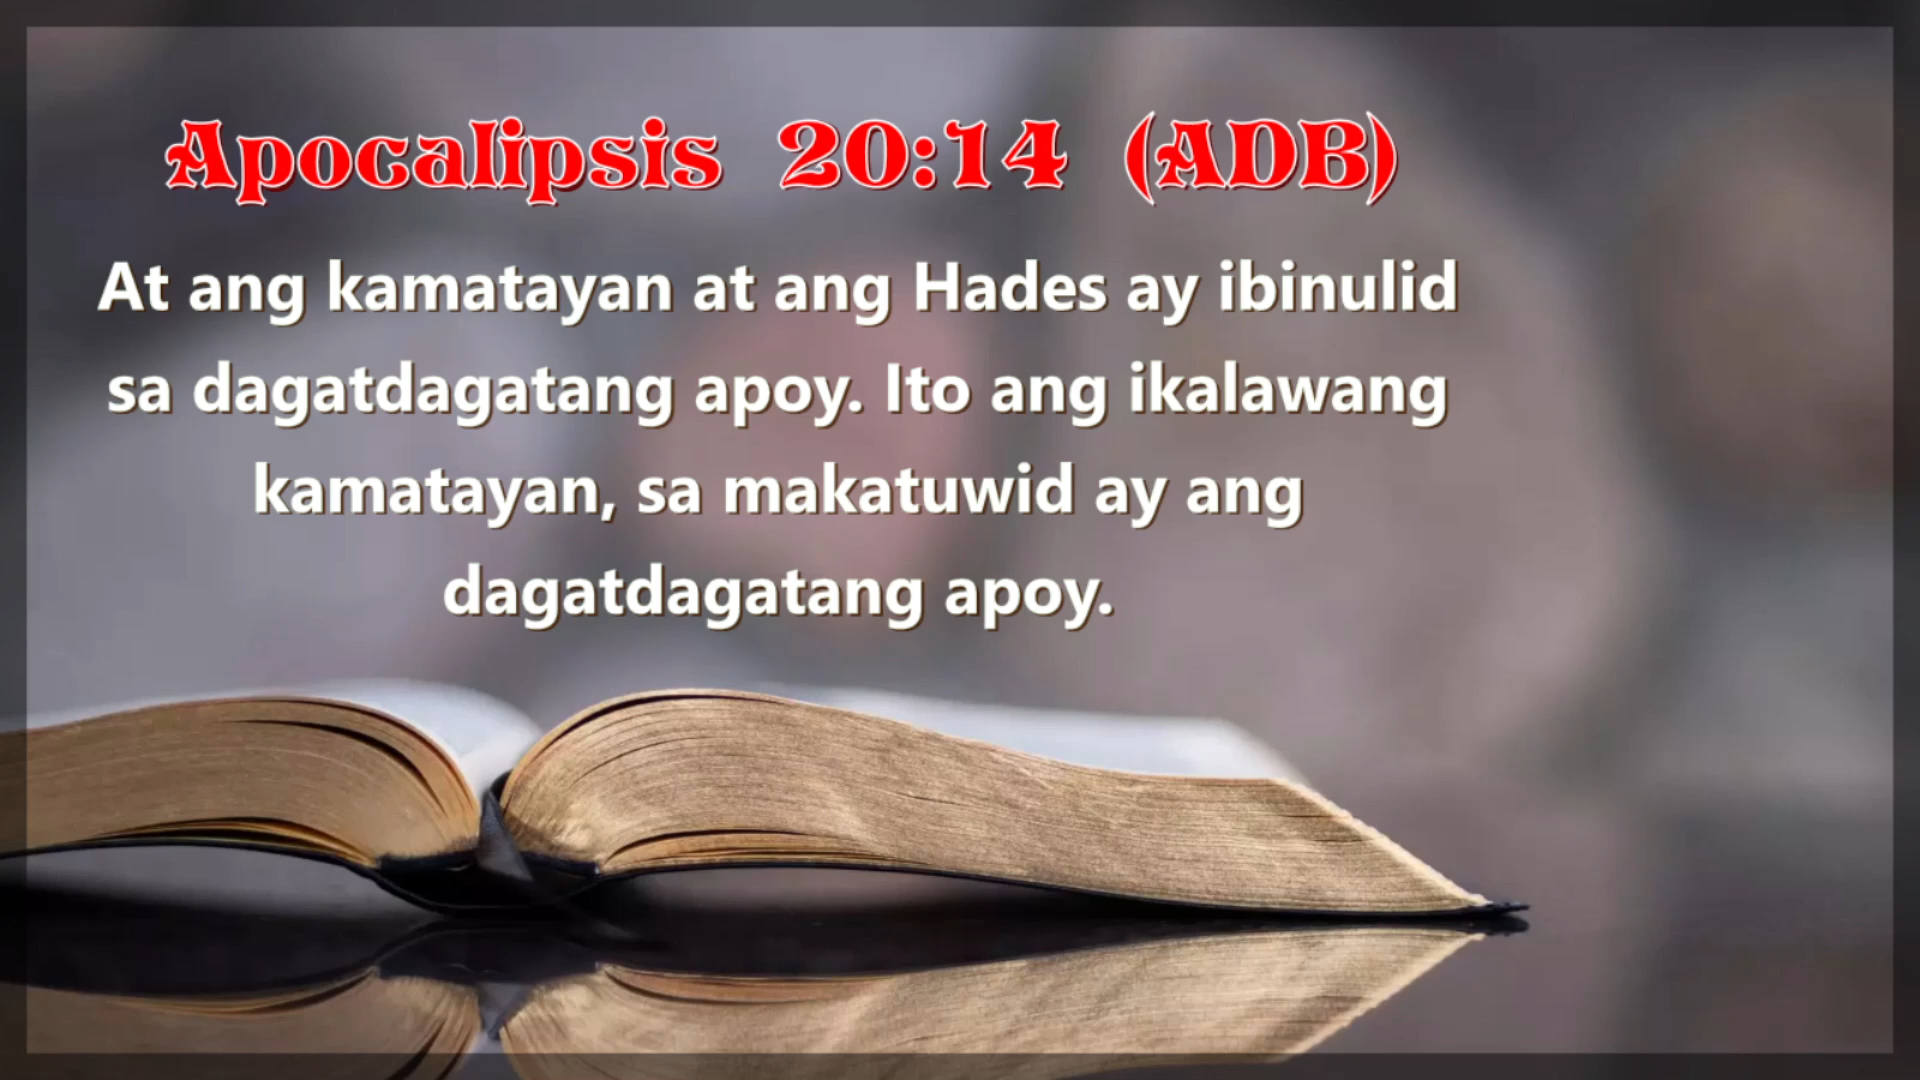 Apocalipsis 20:14 (ADB)
At ang kamatayan at ang Hades ay ibinulid
sa dagatdagatang apoy. Ito ang ikalawang
kamatayan, sa makatuwid ay ang
dagatdagatang apoy.